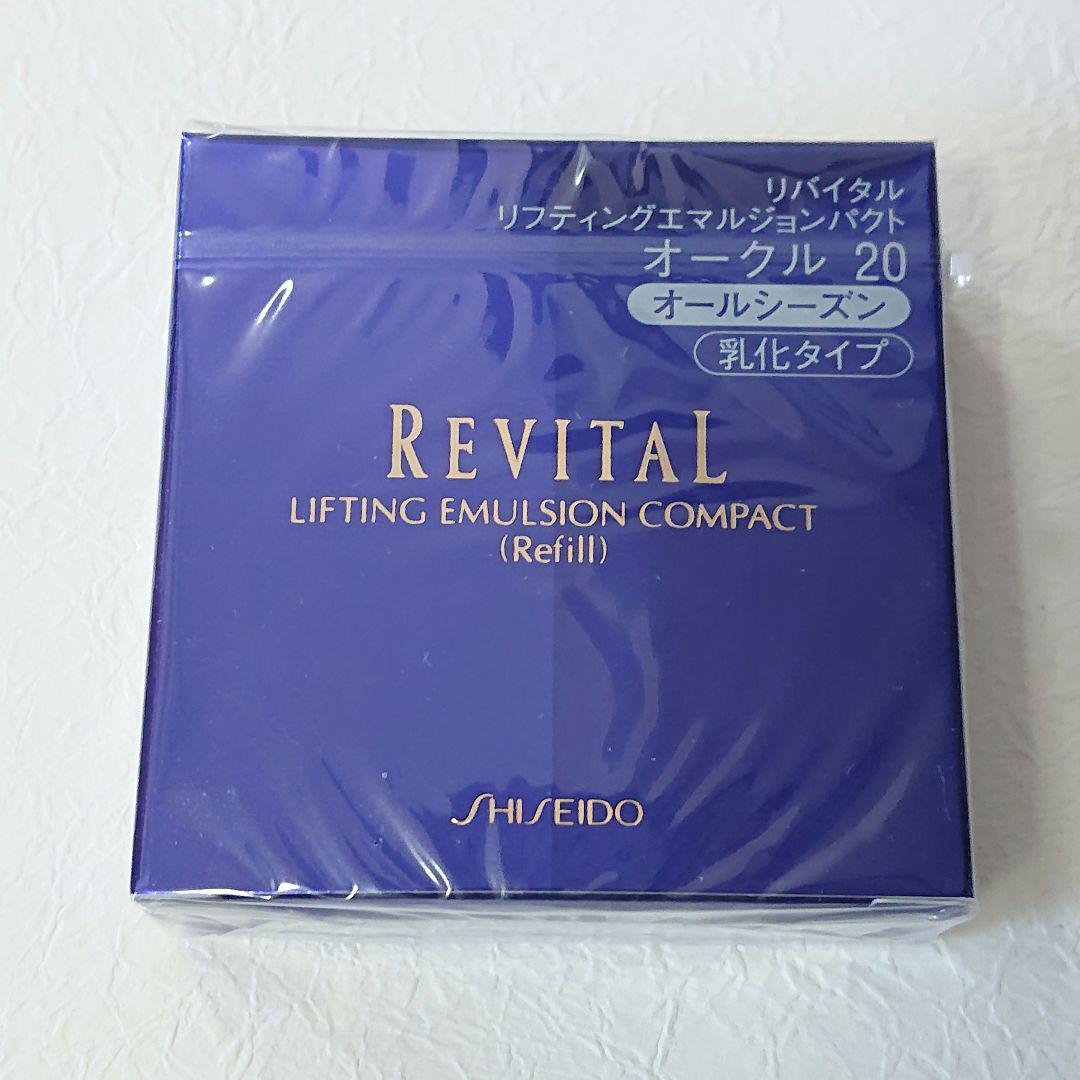 リバイタル
リフティングエマルジョンパクト
オークル 20
オールシーズン
乳化タイプ
REVITAL
LIFTING EMULSION COMPACT
(Refill)
SHISEIDO